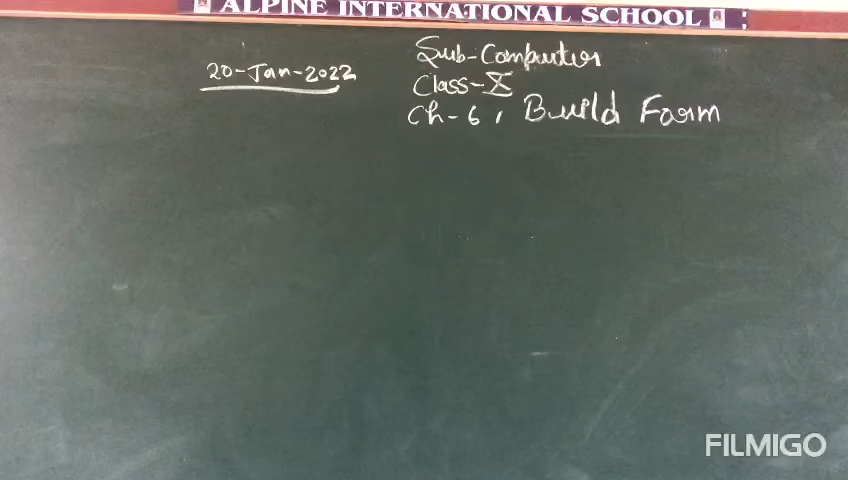 ALPINE INTERNATIONAL SCHOOL
20-Jan-2022
Sub-Computer
Class-X
Ch-6, Build Form
FILMIGO